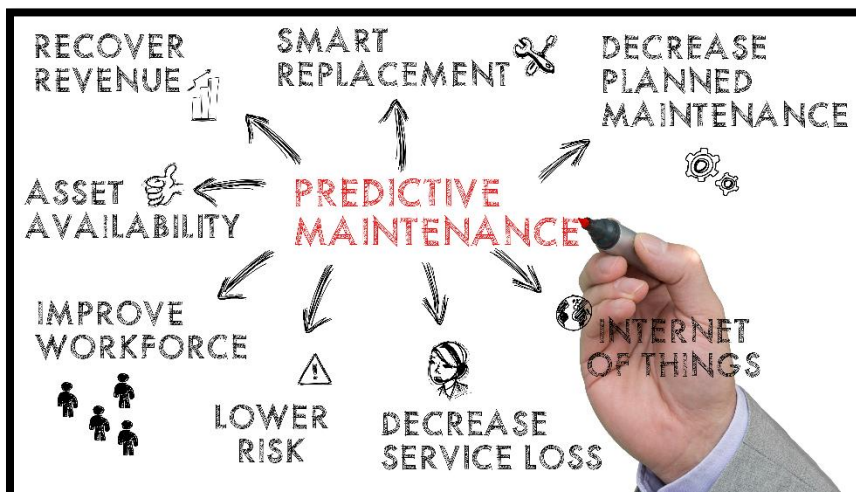 RECOVER
REVENUE
SMART
REPLACEMENT
DECREASE
PLANNED
MAINTENANCE
ASSET
AVAILABILITY
PREDICTIVE
MAINTENANCE
IMPROVE
WORKFORCE
LOWER
RISK
DECREASE
SERVICE LOSS
INTERNET
OF THINGS